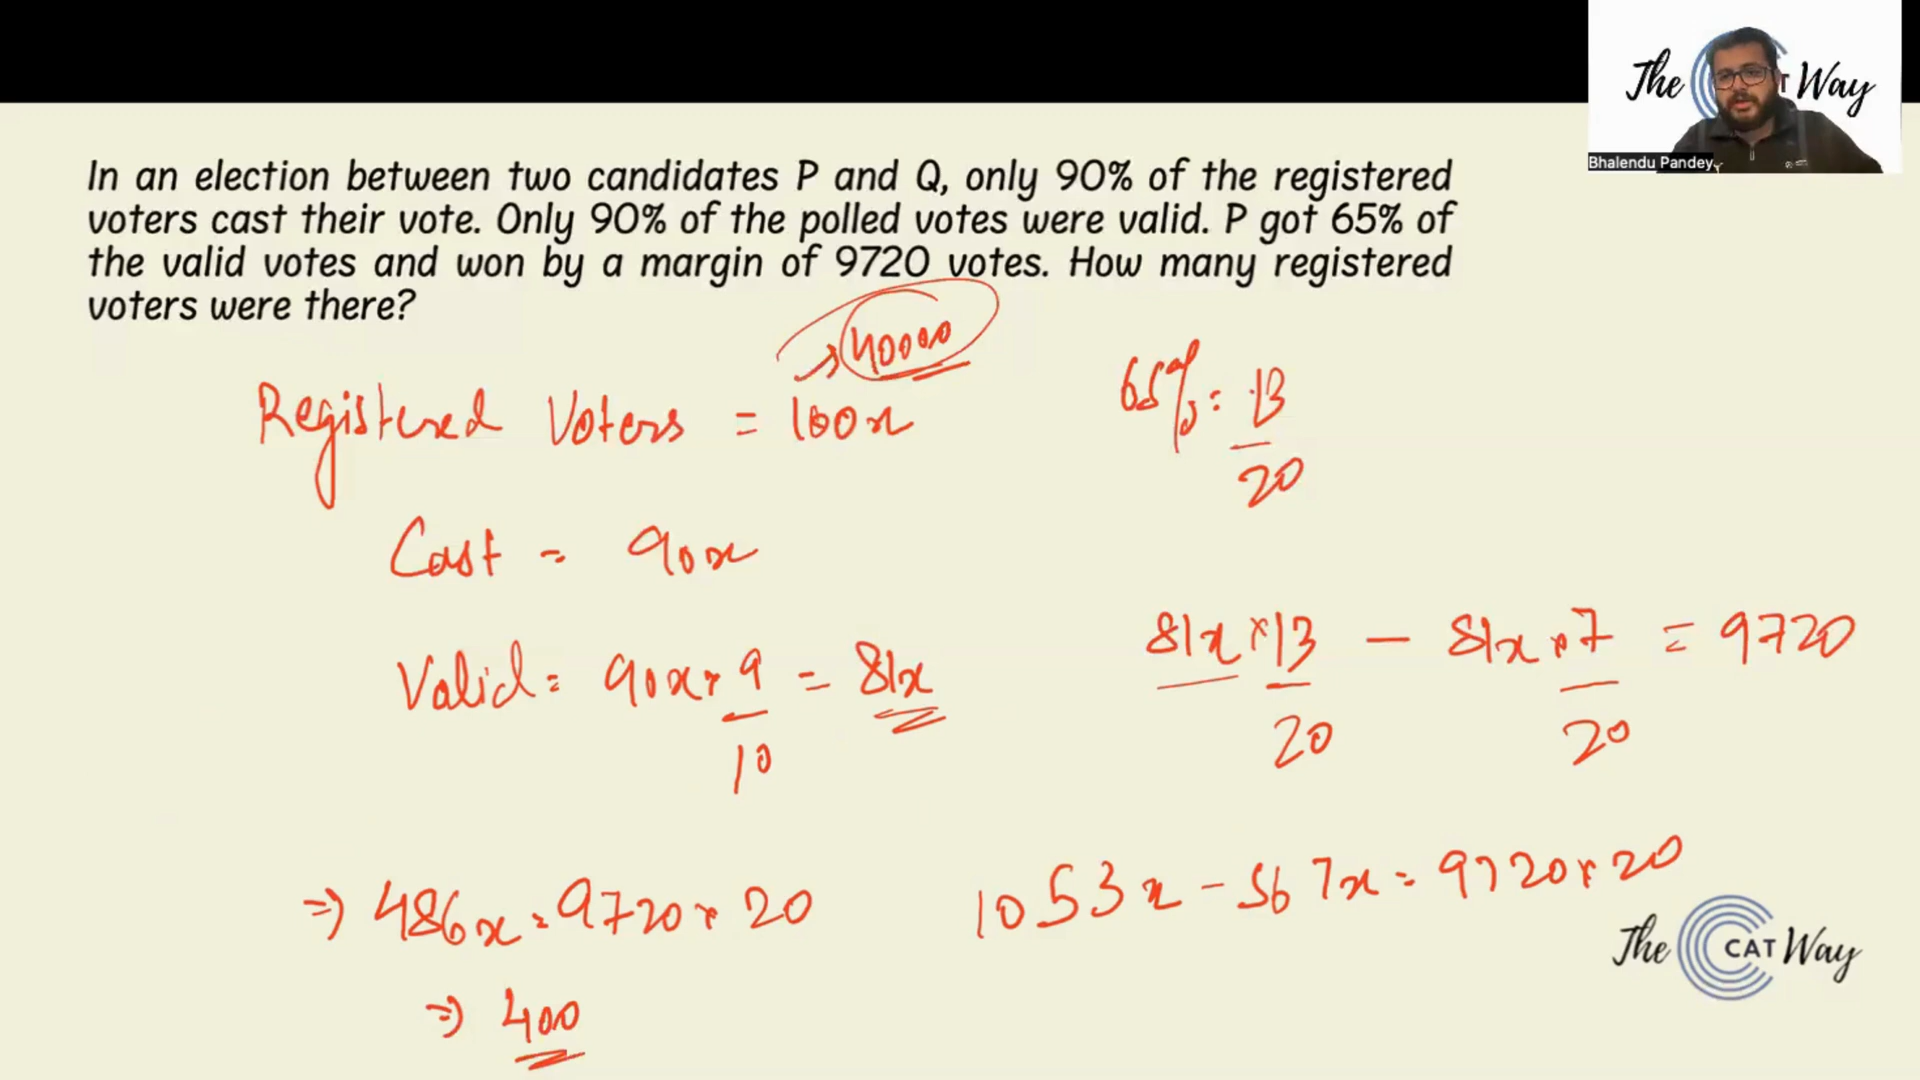 The CAT Way
Bhalendu Pandey
In an election between two candidates P and Q, only 90% of the registered
voters cast their vote. Only 90% of the polled votes were valid. P got 65% of
the valid votes and won by a margin of 9720 votes. How many registered
voters were there?
→ 40000
Registered Voters = 100x
65% = 13/20
Cast = 90x
Valid = 90x × 9/10 = 81x
81x × 13/20 − 81x × 7/20 = 9720
1053x − 567x = 9720 × 20
⇒ 486x = 9720 × 20
⇒ 400
The CAT Way